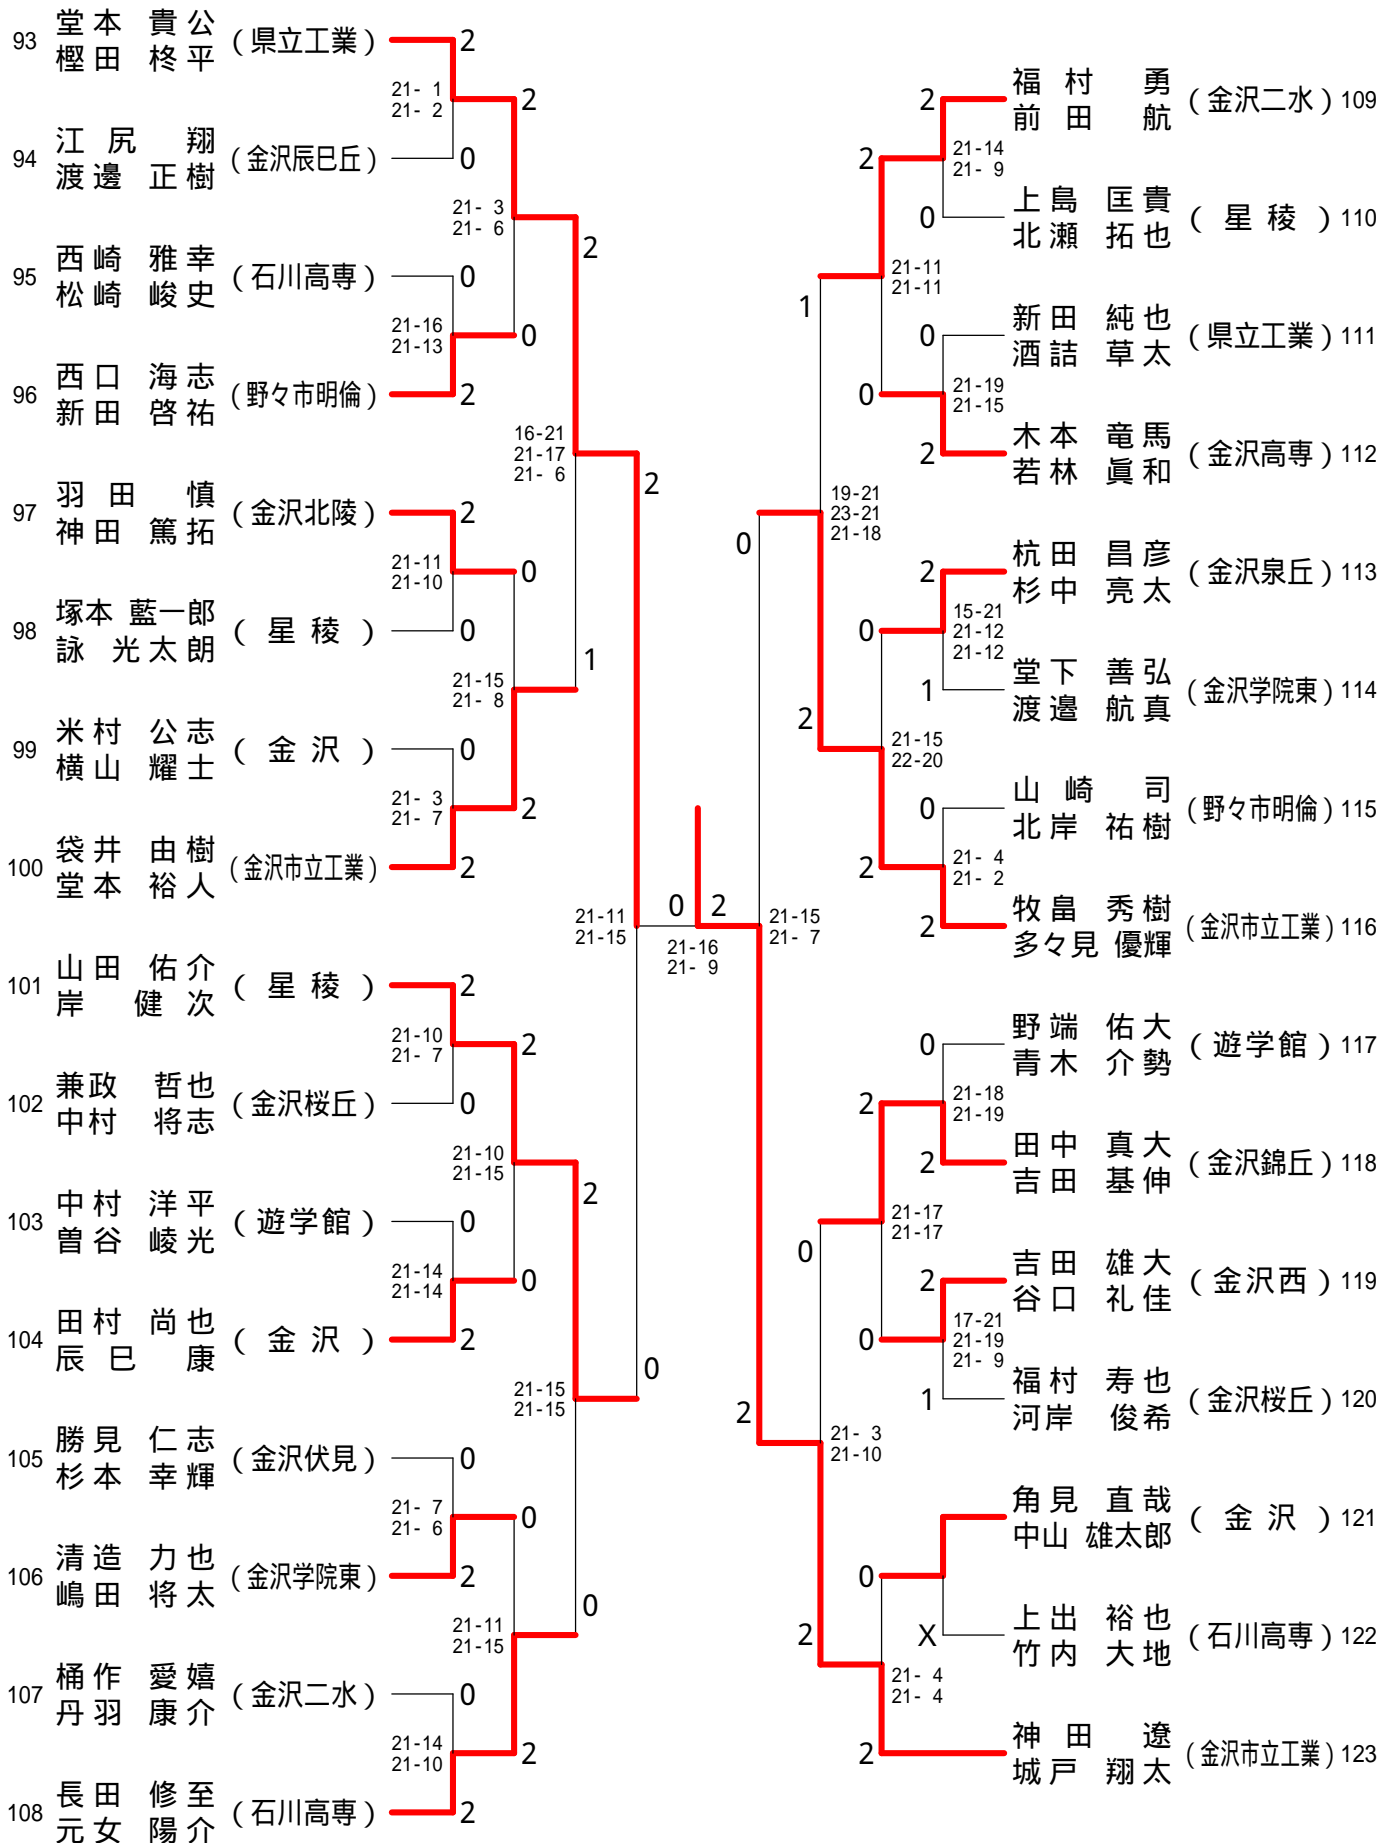 93 堂本 貴公 (県立工業) 2
樫田 柊平
21- 1
21- 2
2
94 江尻 翔 (金沢辰巳丘) 0
渡邊 正樹
21- 3
21- 6
2
95 西崎 雅幸 (石川高専) 0
松崎 峻史
21-16
21-13
0
96 西口 海志 (野々市明倫) 2
新田 啓祐
16-21
21-17
21- 6
2
97 羽田 慎 (金沢北陵) 2
神田 篤拓
21-11
21-10
0
98 塚本 藍一郎 (星稜) 0
詠 光太朗
21-15
21- 8
1
99 米村 公志 (金沢) 0
横山 耀士
21- 3
21- 7
2
100 袋井 由樹 (金沢市立工業) 2
堂本 裕人
21-11
21-15
0 2
21-16
21- 9
101 山田 佑介 (星稜) 2
岸 健次
21-10
21- 7
2
102 兼政 哲也 (金沢桜丘) 0
中村 将志
21-10
21-15
2
103 中村 洋平 (遊学館) 0
曽谷 崚光
21-14
21-14
0
104 田村 尚也 (金沢) 2
辰巳 康
21-15
21-15
0
105 勝見 仁志 (金沢伏見) 0
杉本 幸輝
21- 7
21- 6
0
106 清造 力也 (金沢学院東) 2
嶋田 将太
21-11
21-15
0
107 桶作 愛嬉 (金沢二水) 0
丹羽 康介
21-14
21-10
2
108 長田 修至 (石川高専) 2
元女 陽介
2 福村 勇 (金沢二水) 109
前田 航
2
21-14
21- 9
0 上島 匡貴 (星稜) 110
北瀬 拓也
1
21-11
21-11
0 新田 純也 (県立工業) 111
酒詰 草太
0
21-19
21-15
2 木本 竜馬 (金沢高専) 112
若林 眞和
0
19-21
23-21
21-18
2 杭田 昌彦 (金沢泉丘) 113
杉中 亮太
0
15-21
21-12
21-12
1 堂下 善弘 (金沢学院東) 114
渡邉 航真
2
21-15
22-20
0 山崎 司 (野々市明倫) 115
北岸 祐樹
2
21- 4
21- 2
2 牧畠 秀樹 (金沢市立工業) 116
多々見 優輝
21-15
21- 7
0 野端 佑大 (遊学館) 117
青木 介勢
2
21-18
21-19
2 田中 真大 (金沢錦丘) 118
吉田 基伸
0
21-17
21-17
2 吉田 雄大 (金沢西) 119
谷口 礼佳
0
17-21
21-19
21- 9
1 福村 寿也 (金沢桜丘) 120
河岸 俊希
2
21- 3
21-10
角見 直哉 (金沢) 121
中山 雄太郎
0
X 上出 裕也 (石川高専) 122
竹内 大地
2
21- 4
21- 4
2 神田 遼 (金沢市立工業) 123
城戸 翔太